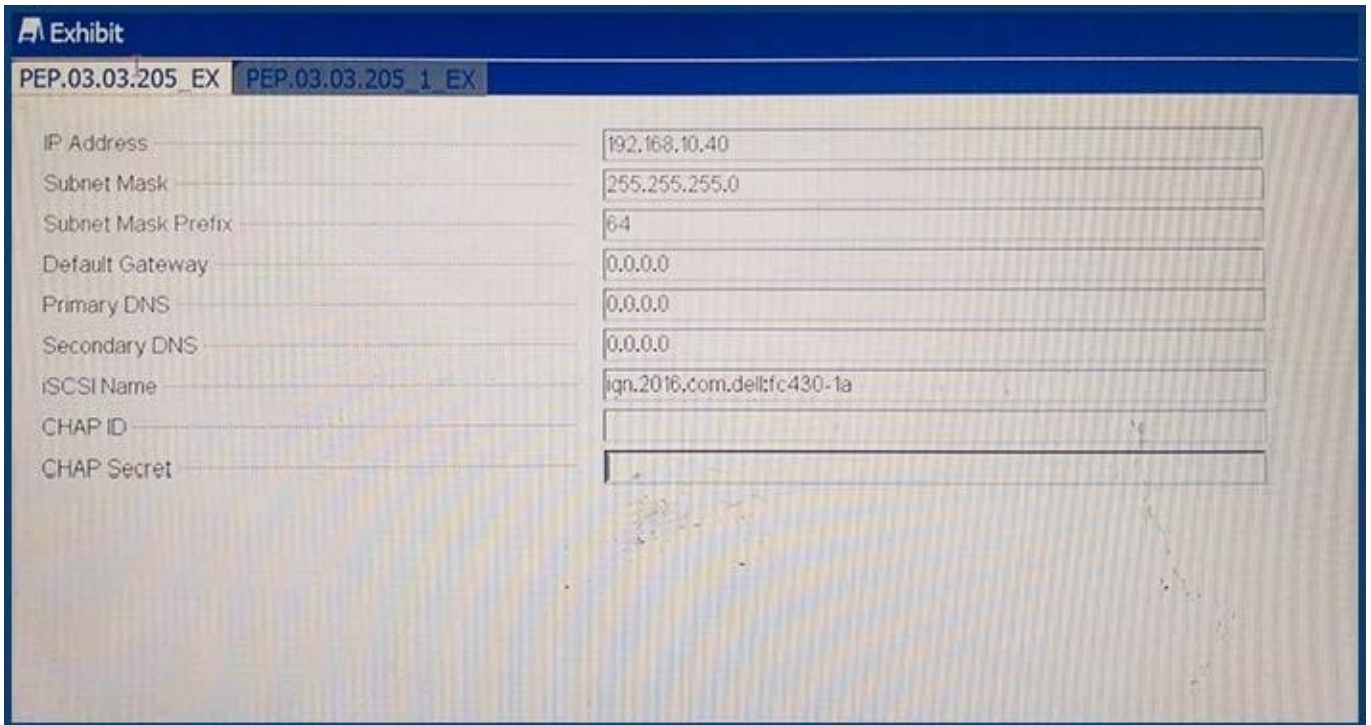 Exhibit
PEP.03.03.205_EX PEP.03.03.205_1_EX
IP Address 192.168.10.40
Subnet Mask 255.255.255.0
Subnet Mask Prefix 64
Default Gateway 0.0.0.0
Primary DNS 0.0.0.0
Secondary DNS 0.0.0.0
iSCSI Name iqn.2016.com.dell:fc430-1a
CHAP ID
CHAP Secret